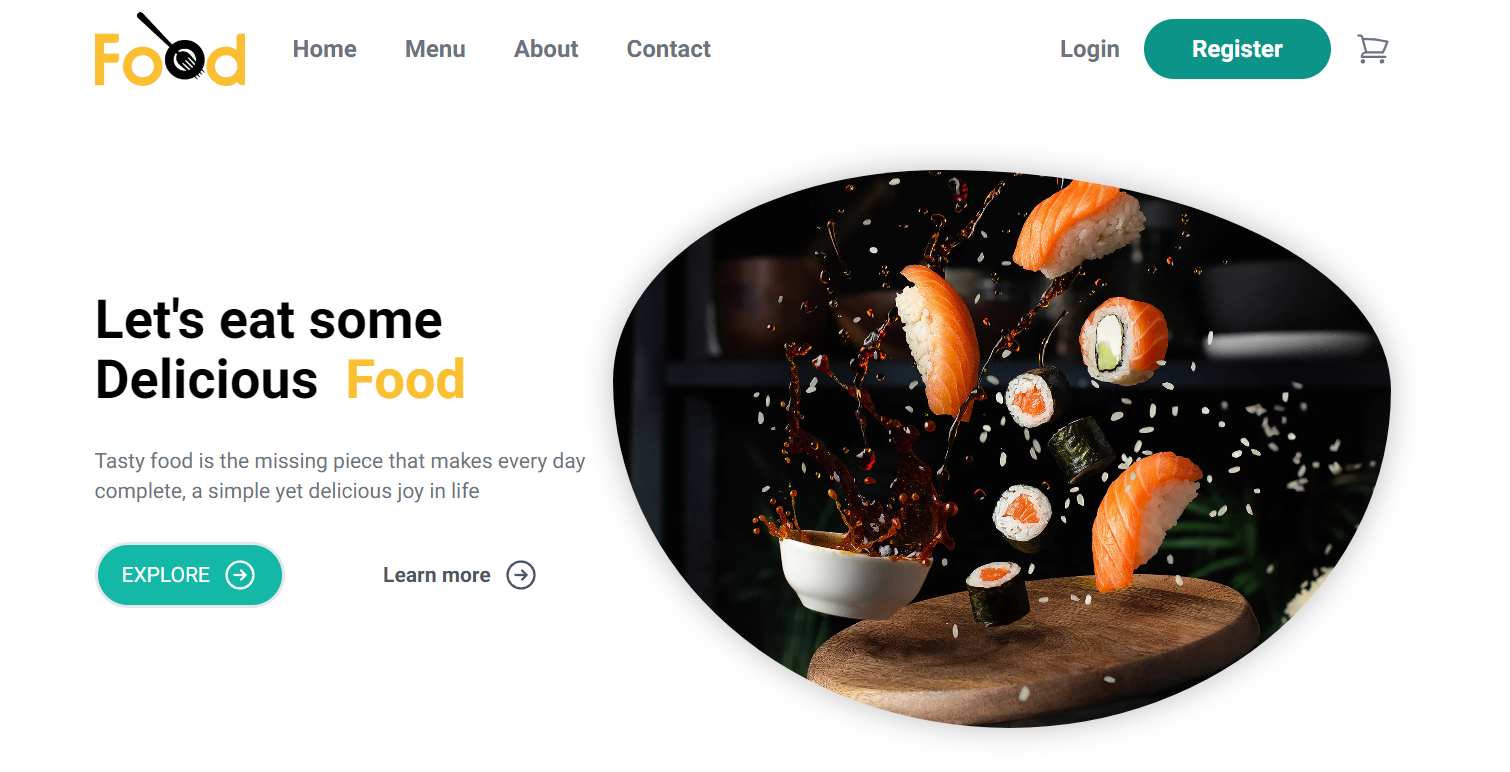 Food
Home
Menu
About
Contact
Login
Register
Let's eat some
Delicious Food
Tasty food is the missing piece that makes every day
complete, a simple yet delicious joy in life
EXPLORE
Learn more